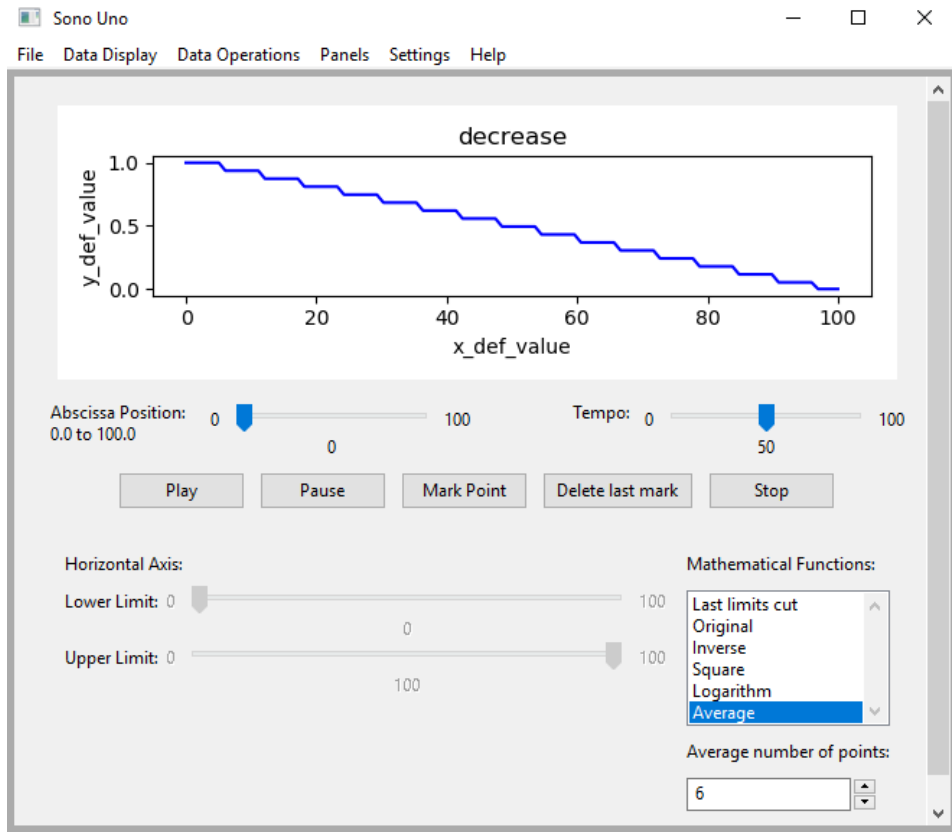 Sono Uno
File Data Display Data Operations Panels Settings Help
decrease
y_def_value
1.0
0.5
0.0
0 20 40 60 80 100
x_def_value
Abscissa Position:
0.0 to 100.0
0 100
0
Tempo: 0 100
50
Play Pause Mark Point Delete last mark Stop
Horizontal Axis:
Lower Limit: 0 100
0
Upper Limit: 0 100
100
Mathematical Functions:
Last limits cut
Original
Inverse
Square
Logarithm
Average
Average number of points:
6